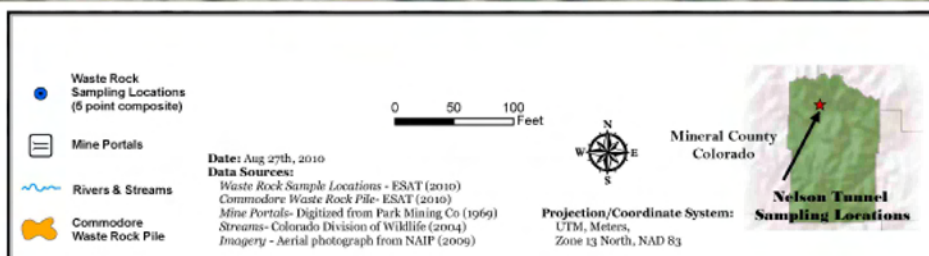 Waste Rock
Sampling Locations
(5 point composite)
Mine Portals
Rivers & Streams
Commodore
Waste Rock Pile
0 50 100
Feet
Date: Aug 27th, 2010
Data Sources:
Waste Rock Sample Locations - ESAT (2010)
Commodore Waste Rock Pile- ESAT (2010)
Mine Portals- Digitized from Park Mining Co (1969)
Streams- Colorado Division of Wildlife (2004)
Imagery - Aerial photograph from NAIP (2009)
N
W E
S
Projection/Coordinate System:
UTM, Meters,
Zone 13 North, NAD 83
Mineral County
Colorado
Nelson Tunnel
Sampling Locations